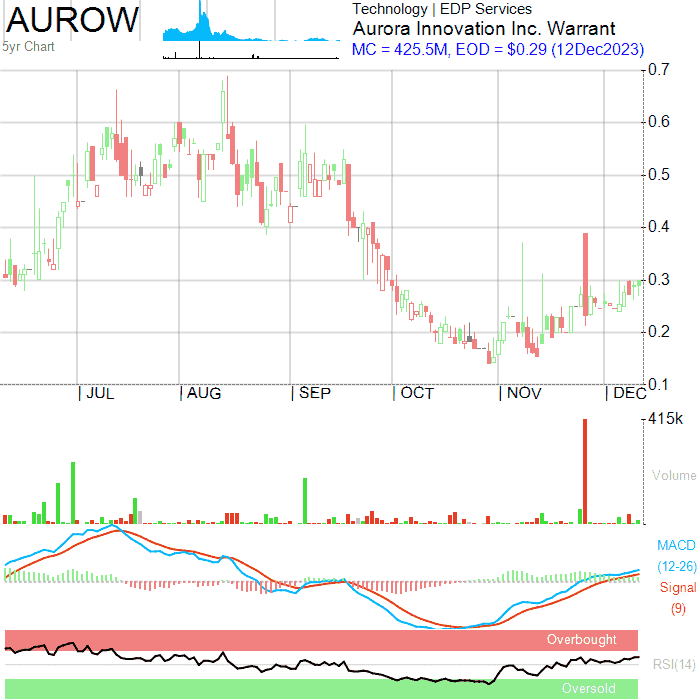 AUROW
5yr Chart
Technology | EDP Services
Aurora Innovation Inc. Warrant
MC = 425.5M, EOD = $0.29 (12Dec2023)
0.7
0.6
0.5
0.4
0.3
0.2
0.1
| JUL | AUG | SEP | OCT | NOV | DEC
415k
Volume
MACD
(12-26)
Signal
(9)
Overbought
RSI(14)
Oversold